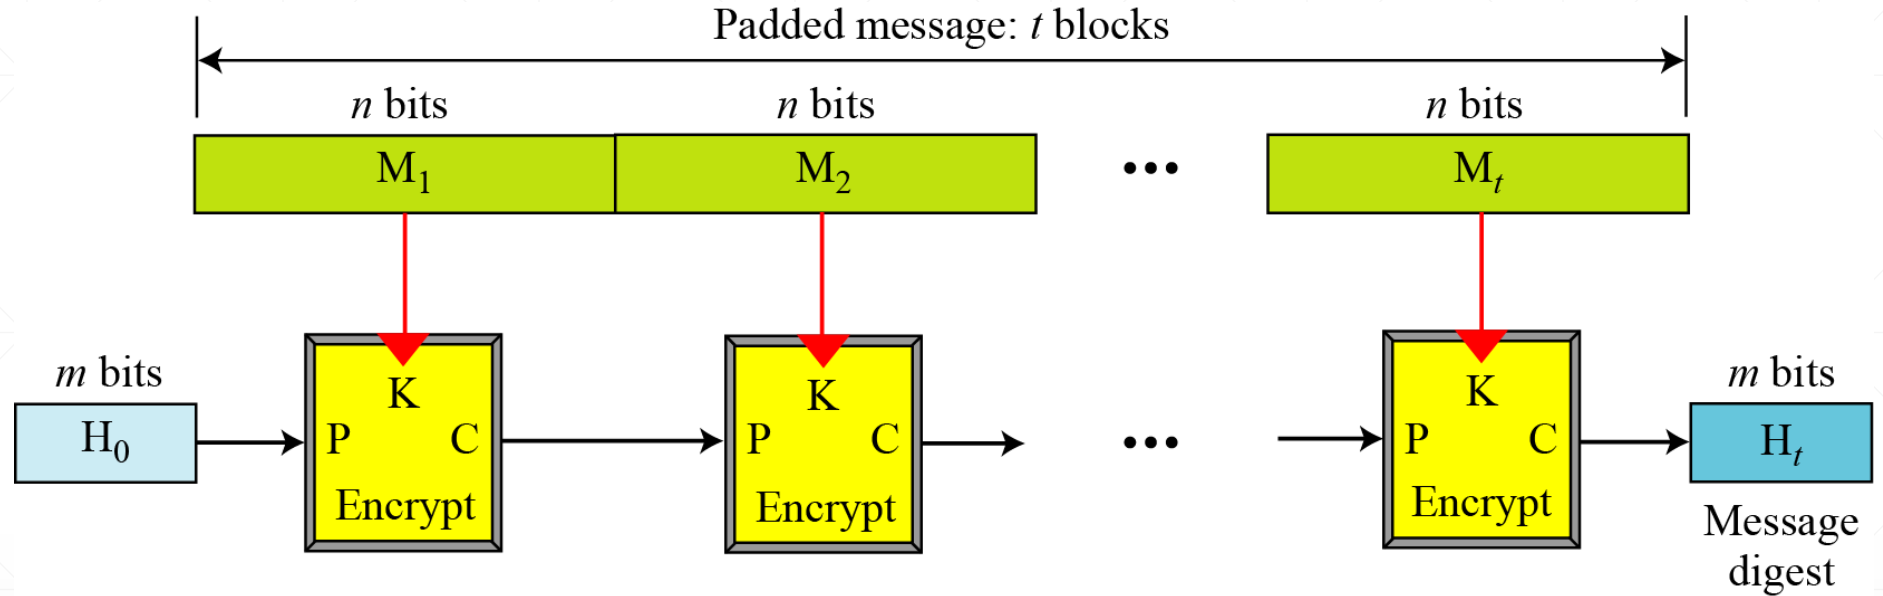 Padded message: t blocks
n bits
n bits
n bits
M1
M2
•••
Mt
m bits
H0
K
P
C
Encrypt
K
P
C
Encrypt
•••
K
P
C
Encrypt
m bits
Ht
Message
digest